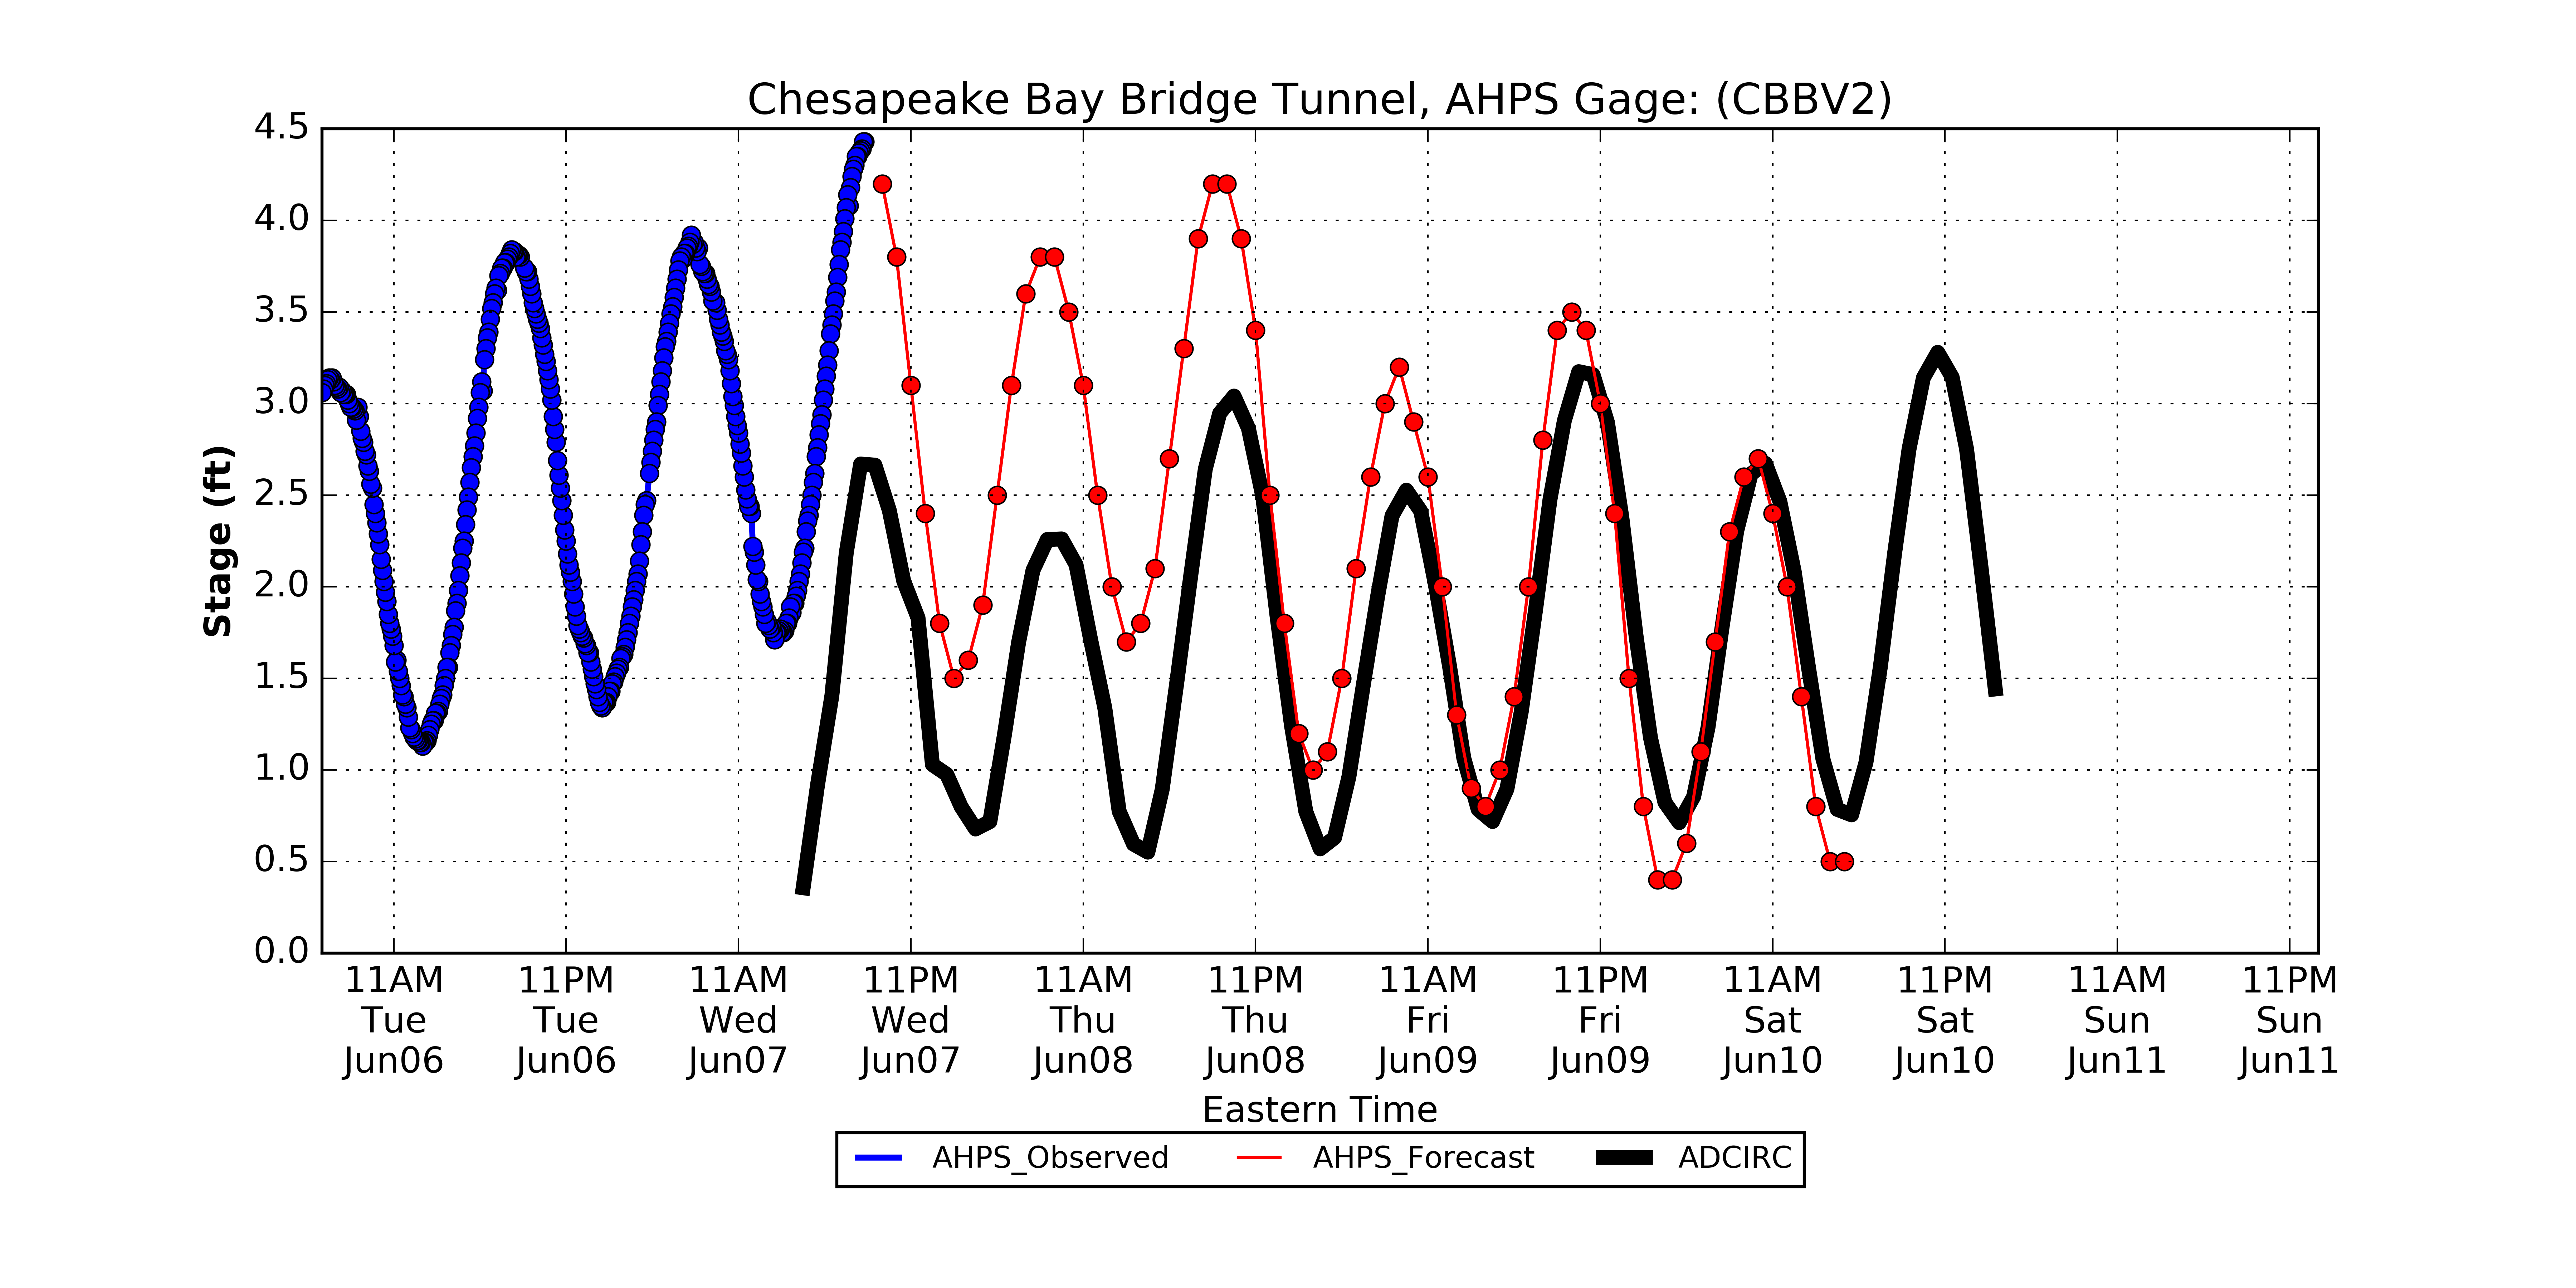 Chesapeake Bay Bridge Tunnel, AHPS Gage: (CBBV2)
4.5
4.0
3.5
3.0
2.5
2.0
1.5
1.0
0.5
0.0
Stage (ft)
11AM 11PM 11AM 11PM 11AM 11PM 11AM 11PM 11AM 11PM 11AM 11PM
Tue Tue Wed Wed Thu Thu Fri Fri Sat Sat Sun Sun
Jun06 Jun06 Jun07 Jun07 Jun08 Jun08 Jun09 Jun09 Jun10 Jun10 Jun11 Jun11
Eastern Time
AHPS_Observed AHPS_Forecast ADCIRC